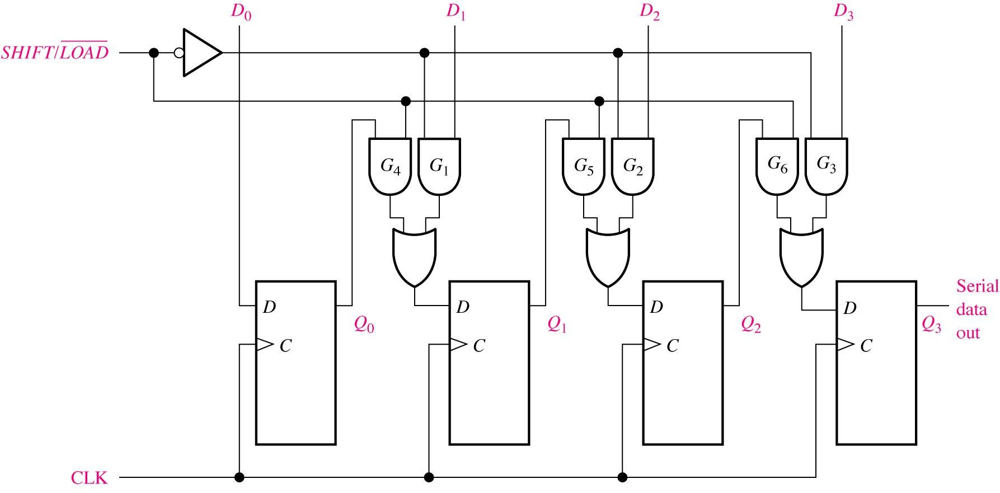 D₀ D₁ D₂ D₃
SHIFT/L̅O̅A̅D̅
G₄ G₁ G₅ G₂ G₆ G₃
Serial
data
out
D D D D
Q₀ Q₁ Q₂ Q₃
C C C C
CLK